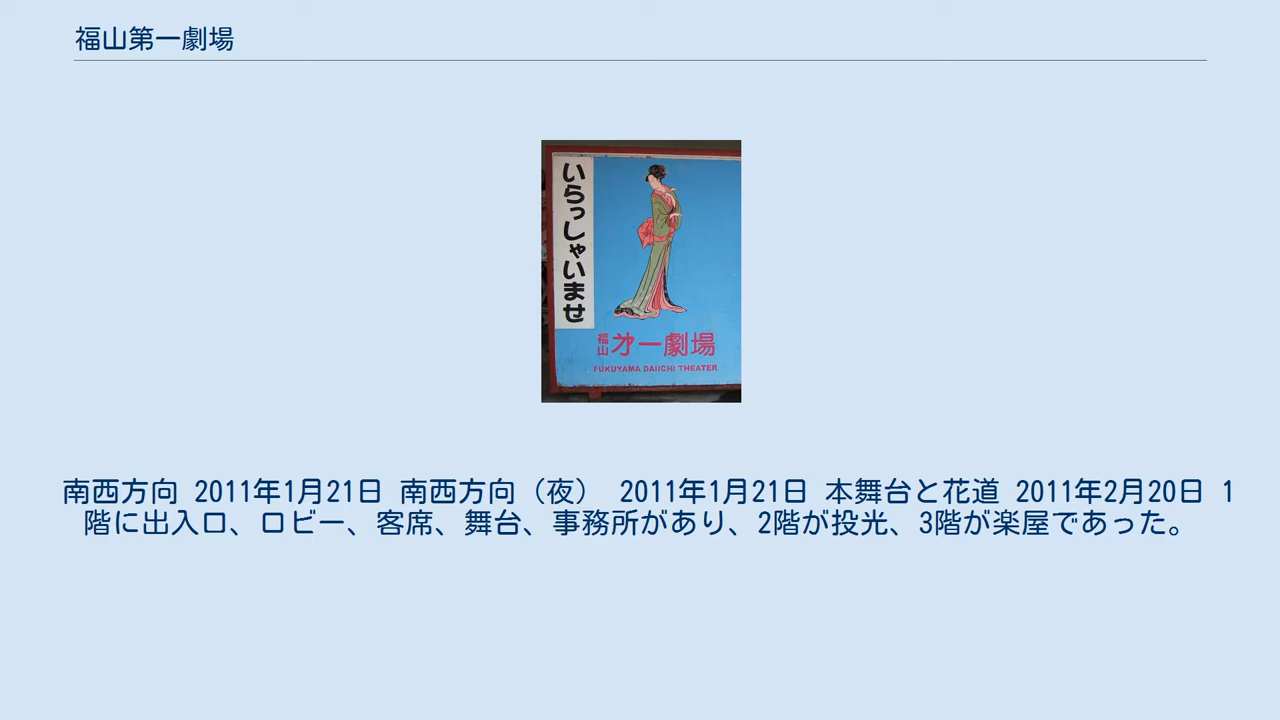 福山第一劇場
いらっしゃいませ
福山㐧一劇場
FUKUYAMA DAIICHI THEATER
南西方向 2011年1月21日 南西方向（夜） 2011年1月21日 本舞台と花道 2011年2月20日 1
階に出入口、ロビー、客席、舞台、事務所があり、2階が投光、3階が楽屋であった。